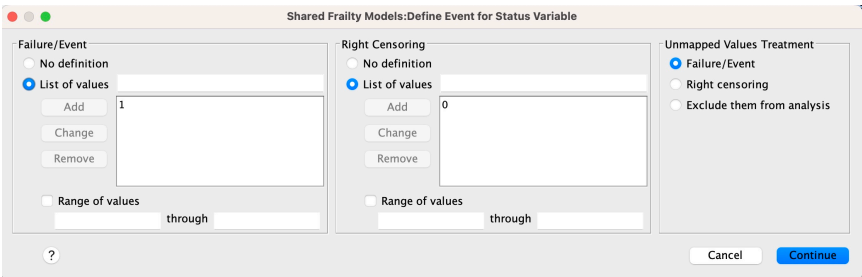 Shared Frailty Models:Define Event for Status Variable
Failure/Event
No definition
List of values
Add
1
Change
Remove
Range of values
through
Right Censoring
No definition
List of values
Add
0
Change
Remove
Range of values
through
Unmapped Values Treatment
Failure/Event
Right censoring
Exclude them from analysis
?
Cancel
Continue